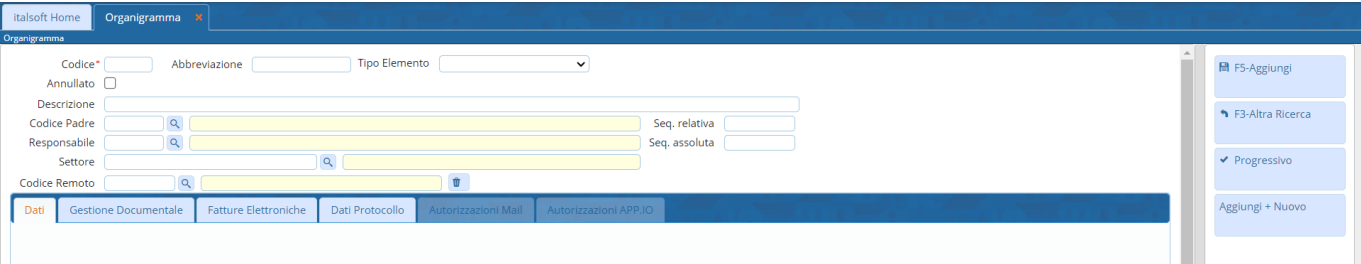 italsoft Home
Organigramma ×
Organigramma
Codice* Abbreviazione Tipo Elemento
Annullato
Descrizione
Codice Padre Seq. relativa
Responsabile Seq. assoluta
Settore
Codice Remoto
Dati Gestione Documentale Fatture Elettroniche Dati Protocollo Autorizzazioni Mail Autorizzazioni APP.IO
F5-Aggiungi
F3-Altra Ricerca
Progressivo
Aggiungi + Nuovo